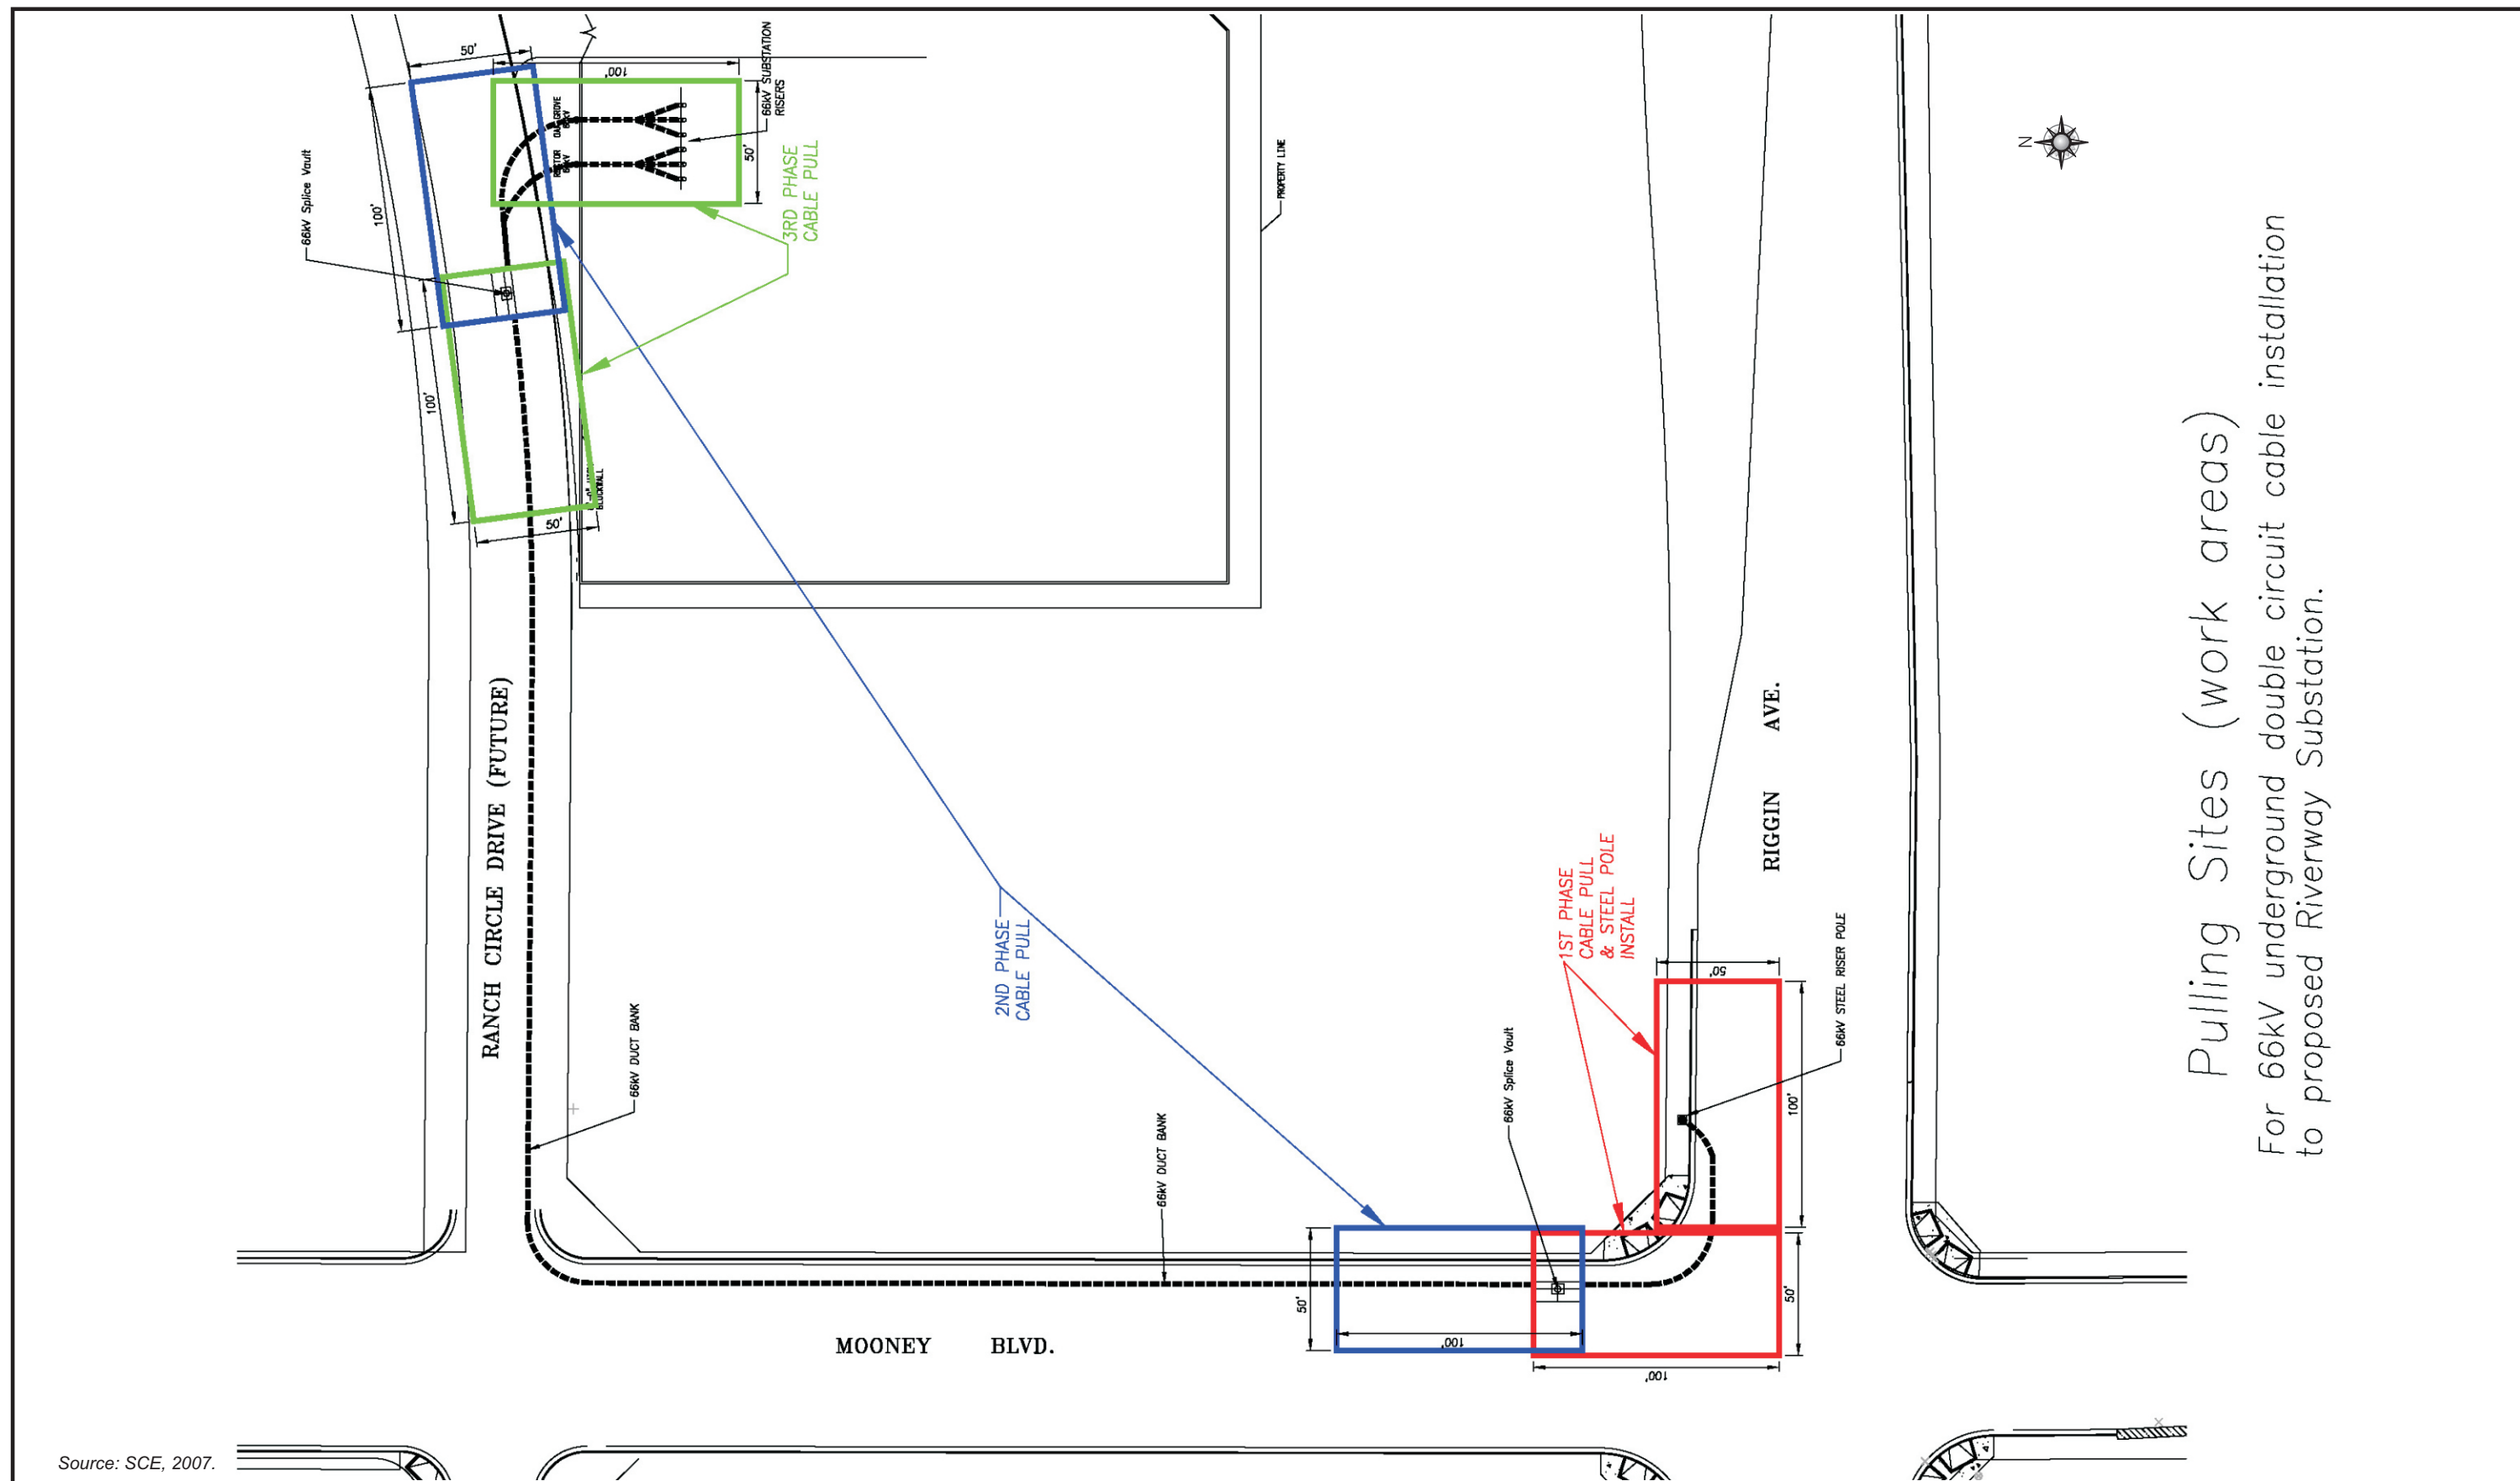 Pulling Sites (work areas)
For 66kV underground double circuit cable installation
to proposed Riverway Substation.
N
50'
100'
66kV SUBSTATION
RISERS
50'
66kV
66kV
66kV Splice Vault
100'
3RD PHASE
CABLE PULL
PROPERTY LINE
100'
50'
BLOCKWALL
RANCH CIRCLE DRIVE (FUTURE)
66kV DUCT BANK
2ND PHASE
CABLE PULL
1ST PHASE
CABLE PULL
& STEEL POLE
INSTALL
RIGGIN AVE.
50'
66kV STEEL RISER POLE
66kV Splice Vault
100'
66kV DUCT BANK
50'
100'
50'
100'
MOONEY BLVD.
Source: SCE, 2007.